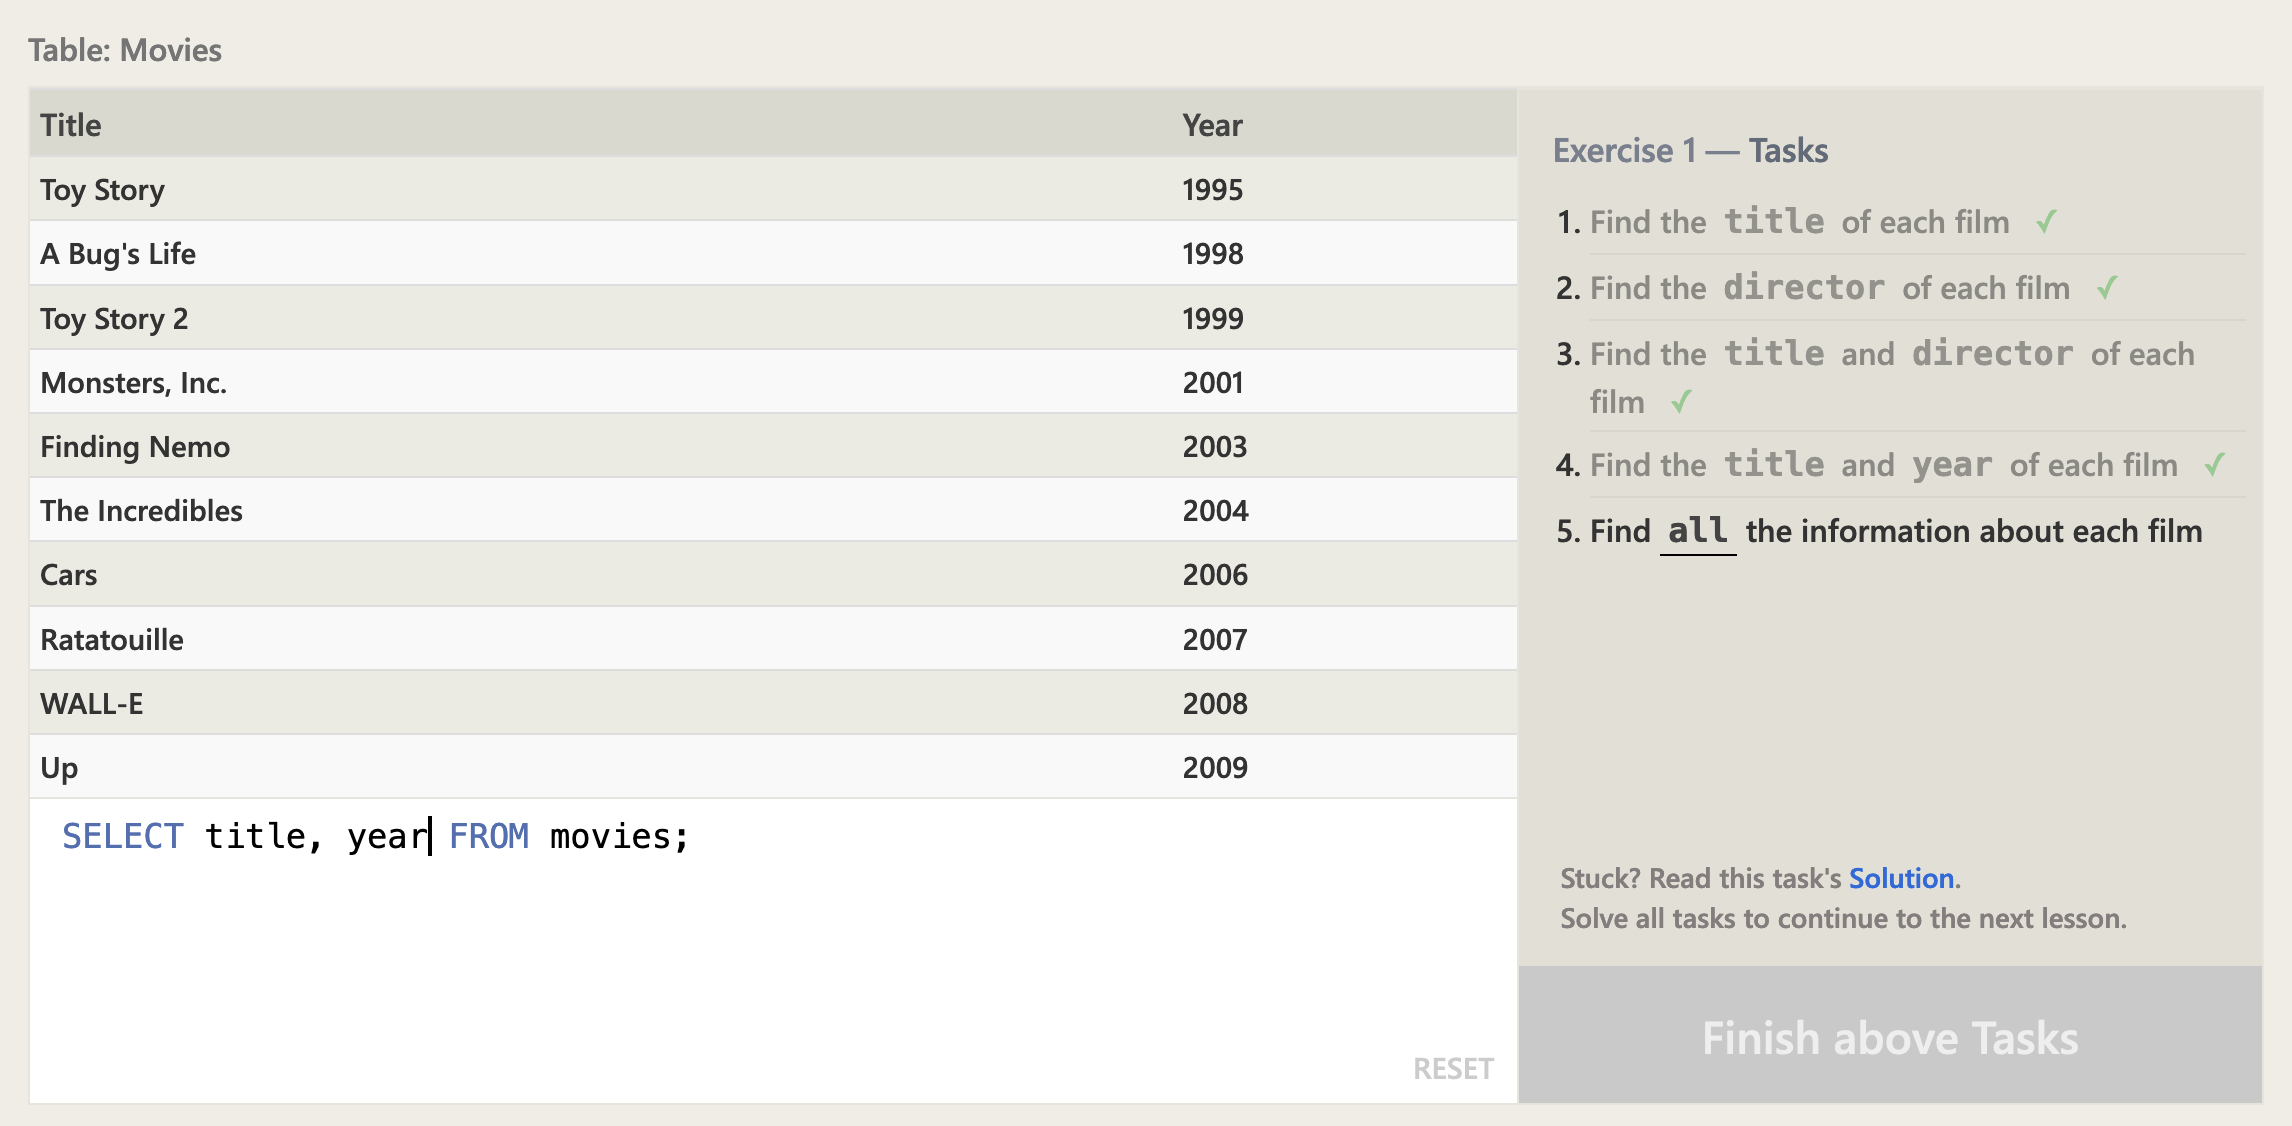 Table: Movies
Title Year
Toy Story 1995
A Bug's Life 1998
Toy Story 2 1999
Monsters, Inc. 2001
Finding Nemo 2003
The Incredibles 2004
Cars 2006
Ratatouille 2007
WALL-E 2008
Up 2009
SELECT title, year FROM movies;
RESET
Exercise 1 — Tasks
1. Find the title of each film ✓
2. Find the director of each film ✓
3. Find the title and director of each
film ✓
4. Find the title and year of each film ✓
5. Find all the information about each film
Stuck? Read this task's Solution.
Solve all tasks to continue to the next lesson.
Finish above Tasks